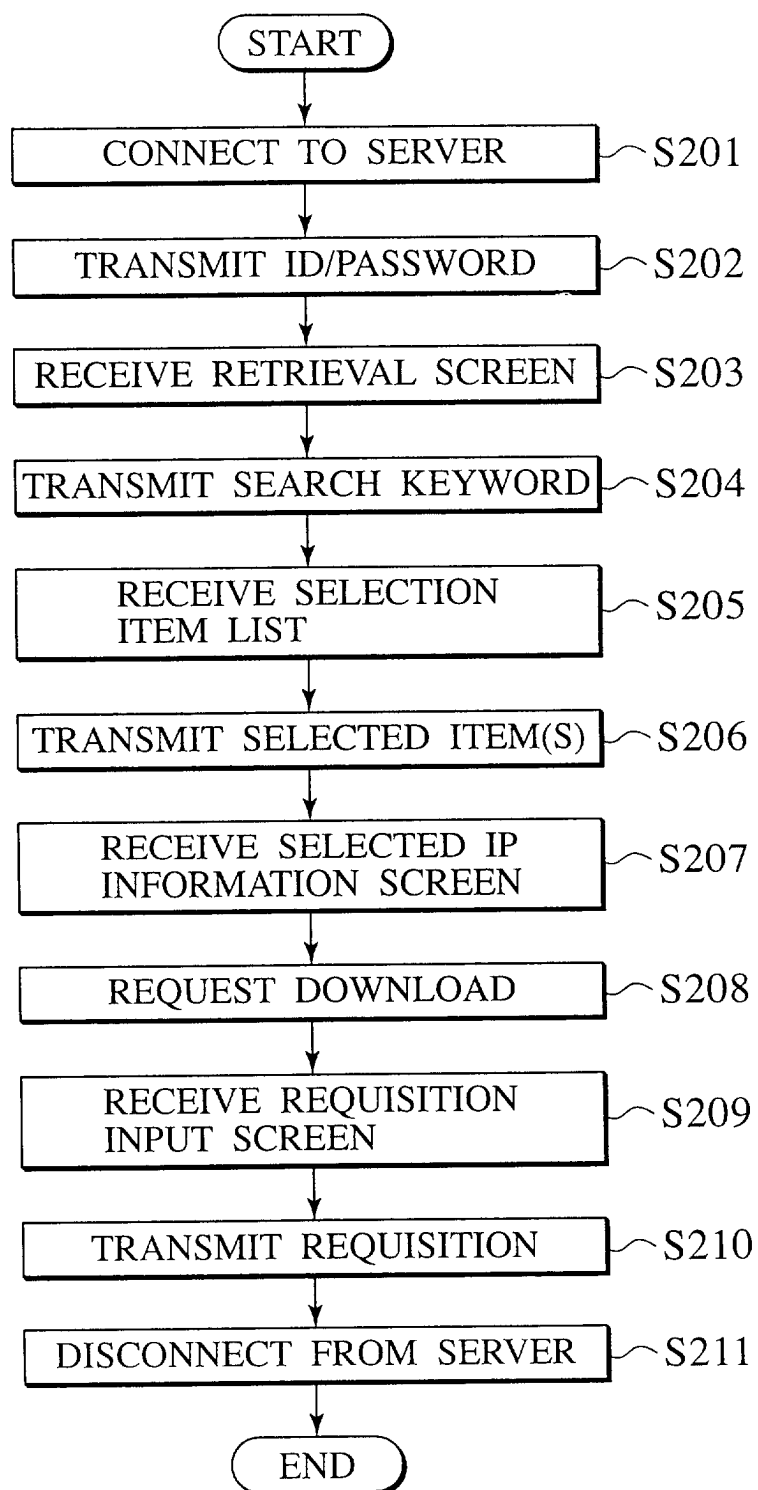 START
CONNECT TO SERVER S201
TRANSMIT ID/PASSWORD S202
RECEIVE RETRIEVAL SCREEN S203
TRANSMIT SEARCH KEYWORD S204
RECEIVE SELECTION
ITEM LIST S205
TRANSMIT SELECTED ITEM(S) S206
RECEIVE SELECTED IP
INFORMATION SCREEN S207
REQUEST DOWNLOAD S208
RECEIVE REQUISITION
INPUT SCREEN S209
TRANSMIT REQUISITION S210
DISCONNECT FROM SERVER S211
END